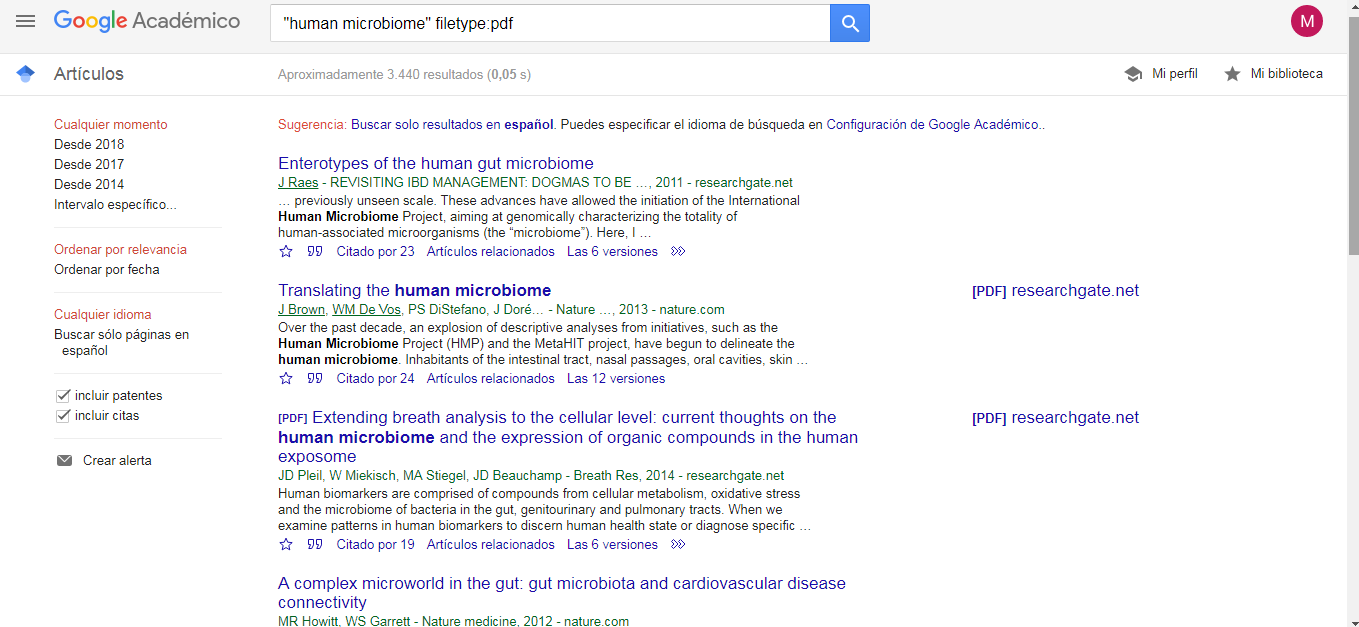 Google Académico
"human microbiome" filetype:pdf
M
Artículos
Aproximadamente 3.440 resultados (0,05 s)
Mi perfil
Mi biblioteca
Cualquier momento
Desde 2018
Desde 2017
Desde 2014
Intervalo específico...
Ordenar por relevancia
Ordenar por fecha
Cualquier idioma
Buscar sólo páginas en
español
incluir patentes
incluir citas
Crear alerta
Sugerencia: Buscar solo resultados en español. Puedes especificar el idioma de búsqueda en Configuración de Google Académico..
Enterotypes of the human gut microbiome
J Raes - REVISITING IBD MANAGEMENT: DOGMAS TO BE …, 2011 - researchgate.net
… previously unseen scale. These advances have allowed the initiation of the International
Human Microbiome Project, aiming at genomically characterizing the totality of
human-associated microorganisms (the “microbiome”). Here, I …
Citado por 23 Artículos relacionados Las 6 versiones
Translating the human microbiome
[PDF] researchgate.net
J Brown, WM De Vos, PS DiStefano, J Doré… - Nature …, 2013 - nature.com
Over the past decade, an explosion of descriptive analyses from initiatives, such as the
Human Microbiome Project (HMP) and the MetaHIT project, have begun to delineate the
human microbiome. Inhabitants of the intestinal tract, nasal passages, oral cavities, skin …
Citado por 24 Artículos relacionados Las 12 versiones
[PDF] Extending breath analysis to the cellular level: current thoughts on the
human microbiome and the expression of organic compounds in the human
exposome
[PDF] researchgate.net
JD Pleil, W Miekisch, MA Stiegel, JD Beauchamp - Breath Res, 2014 - researchgate.net
Human biomarkers are comprised of compounds from cellular metabolism, oxidative stress
and the microbiome of bacteria in the gut, genitourinary and pulmonary tracts. When we
examine patterns in human biomarkers to discern human health state or diagnose specific …
Citado por 19 Artículos relacionados Las 6 versiones
A complex microworld in the gut: gut microbiota and cardiovascular disease
connectivity
MR Howitt, WS Garrett - Nature medicine, 2012 - nature.com